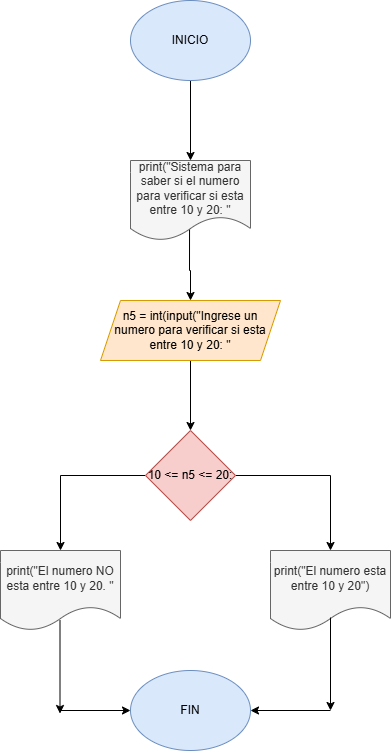 INICIO
print("Sistema para
saber si el numero
para verificar si esta
entre 10 y 20: "
n5 = int(input("Ingrese un
numero para verificar si esta
entre 10 y 20: "
10 <= n5 <= 20:
print("El numero NO
esta entre 10 y 20. "
print("El numero esta
entre 10 y 20")
FIN